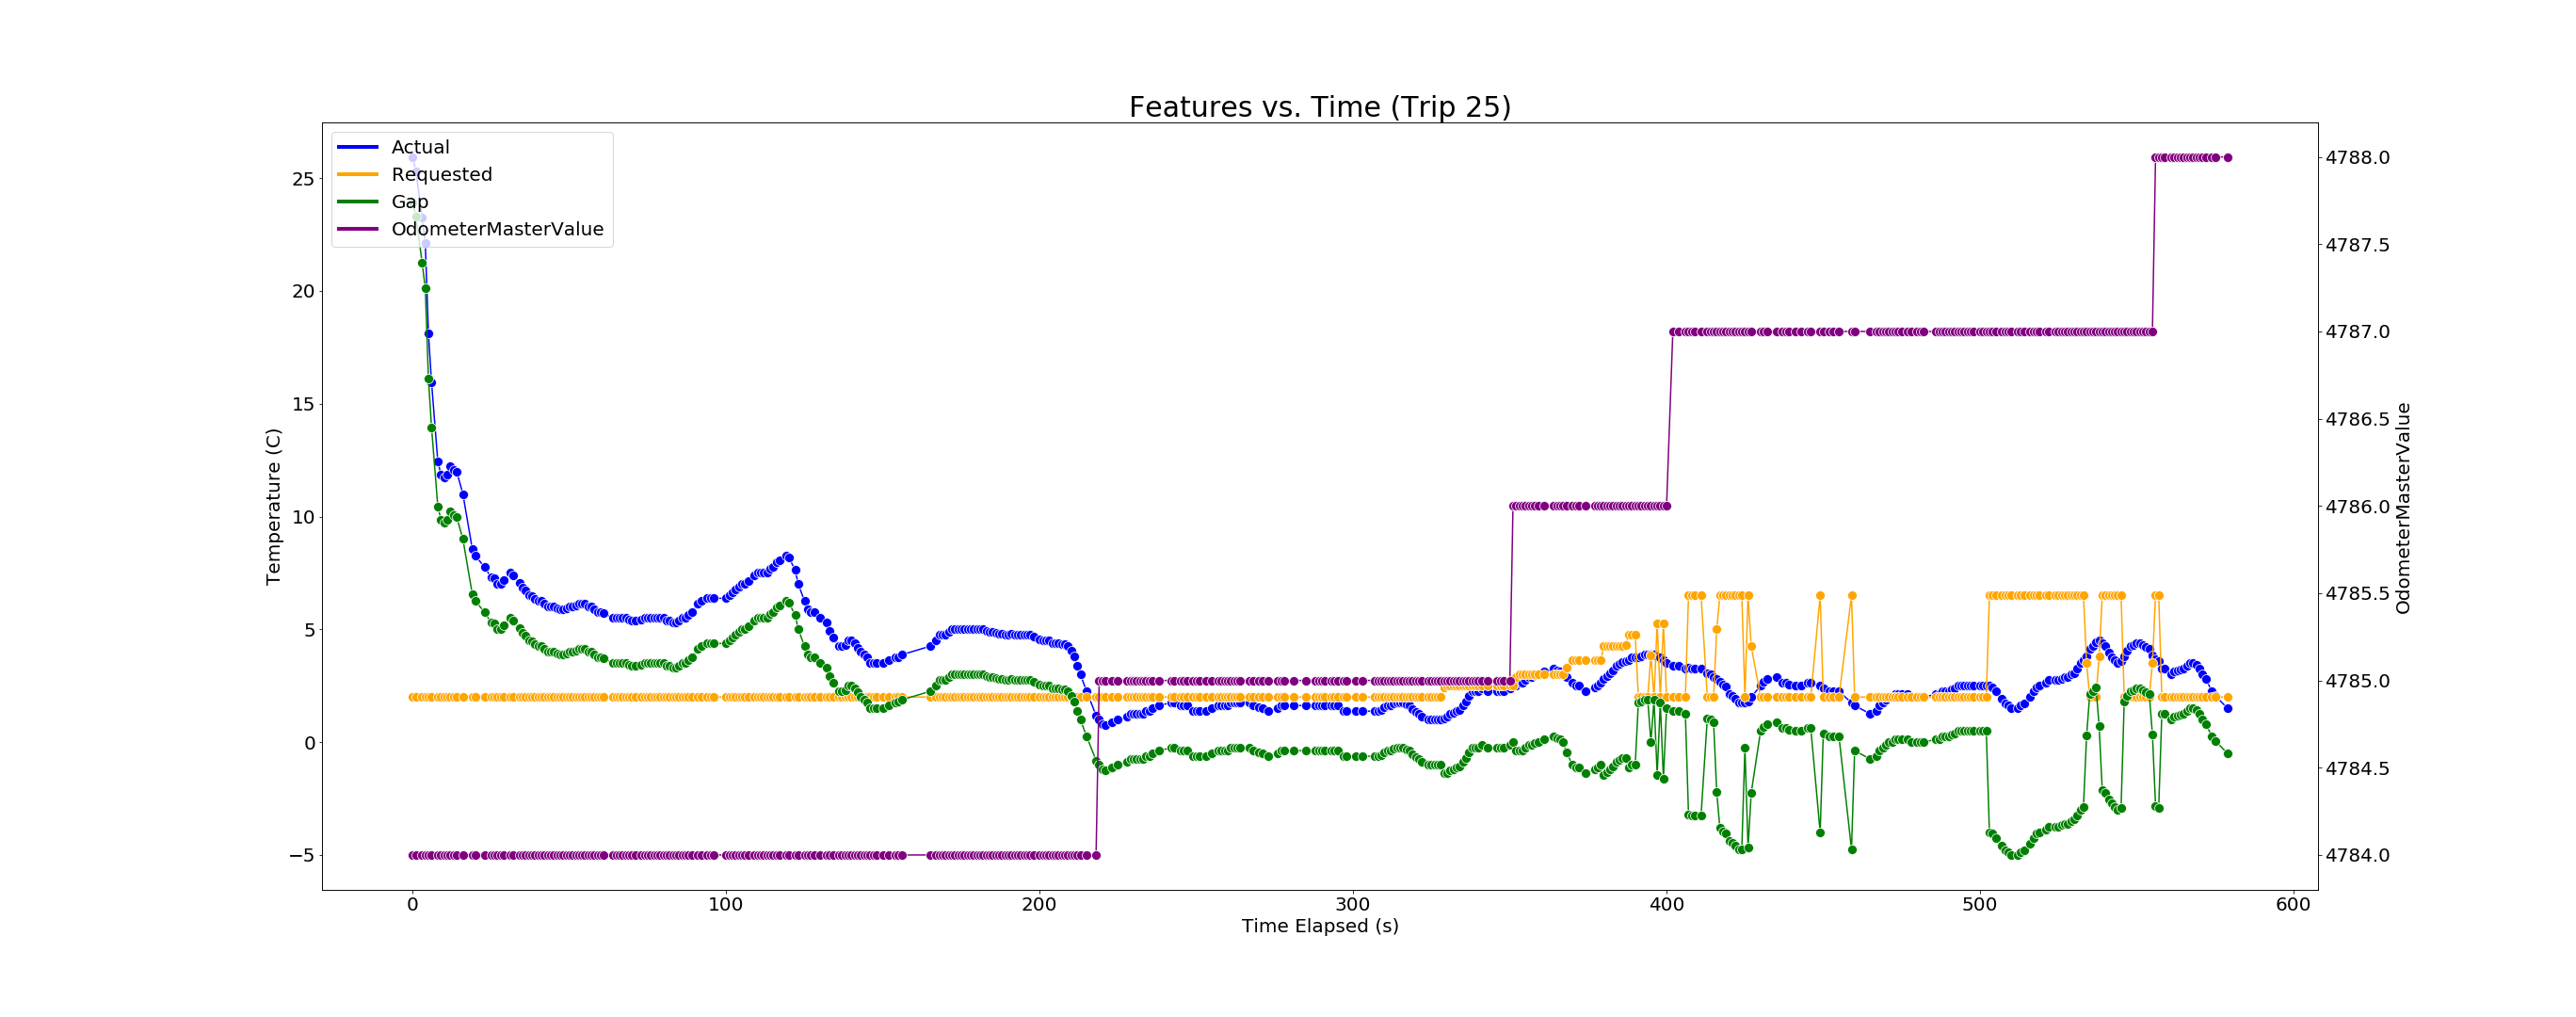 Features vs. Time (Trip 25)
Actual
Requested
Gap
OdometerMasterValue
25
20
15
10
5
0
−5
Temperature (C)
4788.0
4787.5
4787.0
4786.5
4786.0
4785.5
4785.0
4784.5
4784.0
OdometerMasterValue
0 100 200 300 400 500 600
Time Elapsed (s)